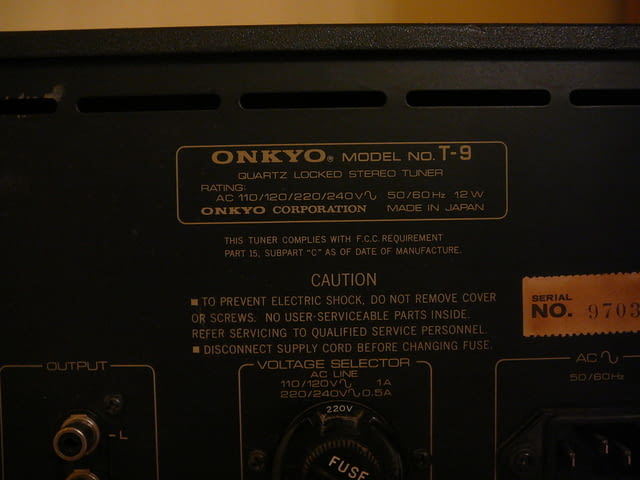 ONKYO® MODEL NO. T-9
QUARTZ LOCKED STEREO TUNER
RATING:
AC 110/120/220/240V∿ 50/60Hz 12W
ONKYO CORPORATION MADE IN JAPAN
THIS TUNER COMPLIES WITH F.C.C. REQUIREMENT
PART 15, SUBPART "C" AS OF DATE OF MANUFACTURE.
CAUTION
■ TO PREVENT ELECTRIC SHOCK, DO NOT REMOVE COVER
OR SCREWS. NO USER-SERVICEABLE PARTS INSIDE.
REFER SERVICING TO QUALIFIED SERVICE PERSONNEL.
■ DISCONNECT SUPPLY CORD BEFORE CHANGING FUSE.
SERIAL
NO. 9703
OUTPUT
L
VOLTAGE SELECTOR
AC LINE
110/120V∿ 1A
220/240V∿0.5A
220V
FUSE
AC ∿
50/60Hz